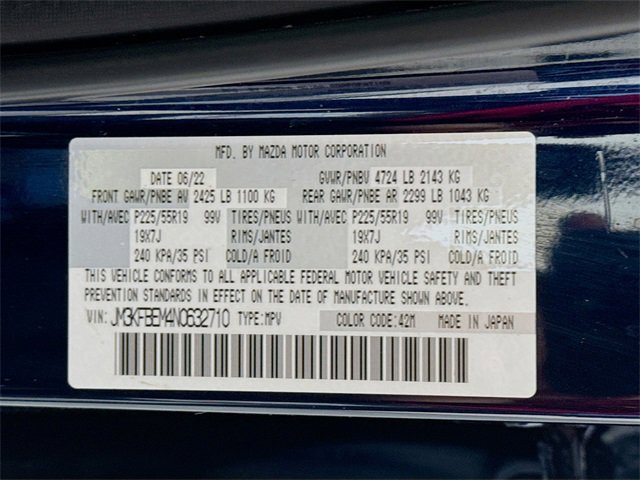 MFD. BY MAZDA MOTOR CORPORATION
DATE 06/22 GVWR/PNBV 4724 LB 2143 KG
FRONT GAWR/PNBE AV 2425 LB 1100 KG REAR GAWR/PNBE AR 2299 LB 1043 KG
WITH/AVEC P225/55R19 99V TIRES/PNEUS WITH/AVEC P225/55R19 99V TIRES/PNEUS
19X7J RIMS/JANTES 19X7J RIMS/JANTES
240 KPA/35 PSI COLD/A FROID 240 KPA/35 PSI COLD/A FROID
THIS VEHICLE CONFORMS TO ALL APPLICABLE FEDERAL MOTOR VEHICLE SAFETY AND THEFT
PREVENTION STANDARDS IN EFFECT ON THE DATE OF MANUFACTURE SHOWN ABOVE.
VIN: JM3KFBEM4N0632710 TYPE:MPV COLOR CODE:42M MADE IN JAPAN